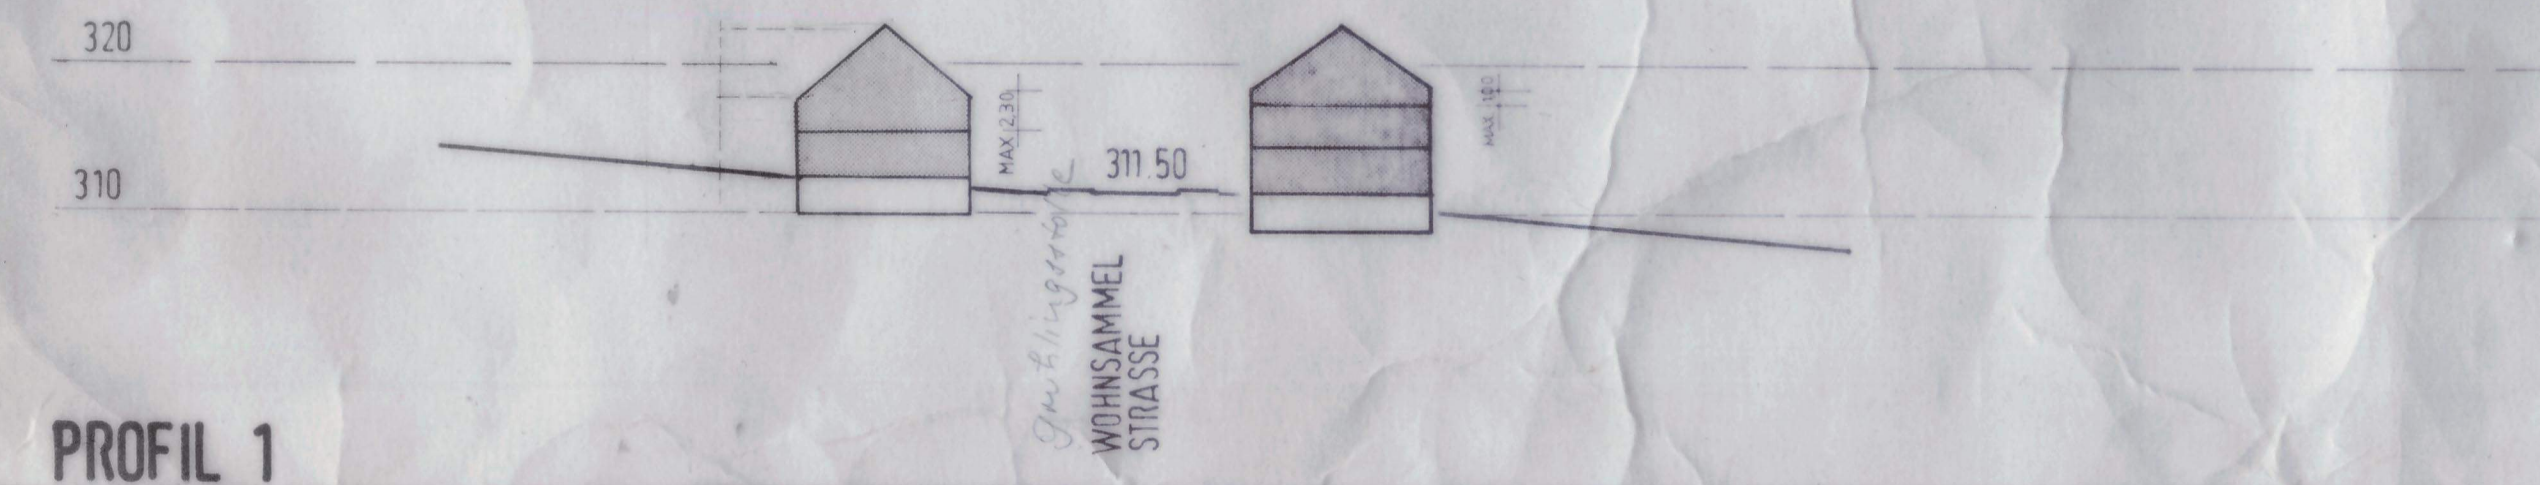 320
310
MAX 2.30
311.50
MAX 1.00
WOHNSAMMEL
STRASSE
PROFIL 1